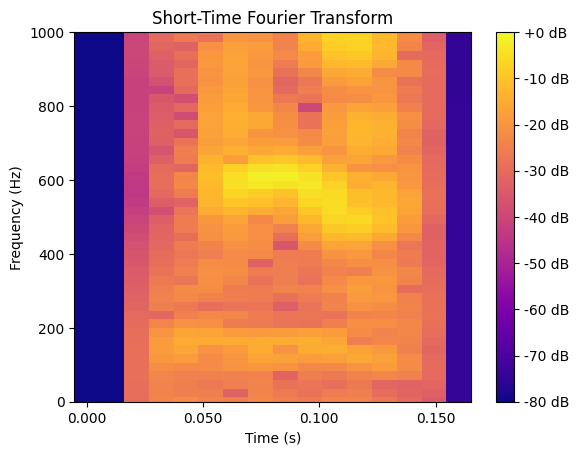 Short-Time Fourier Transform
1000
800
600
400
200
0
Frequency (Hz)
0.000
0.050
0.100
0.150
Time (s)
+0 dB
-10 dB
-20 dB
-30 dB
-40 dB
-50 dB
-60 dB
-70 dB
-80 dB